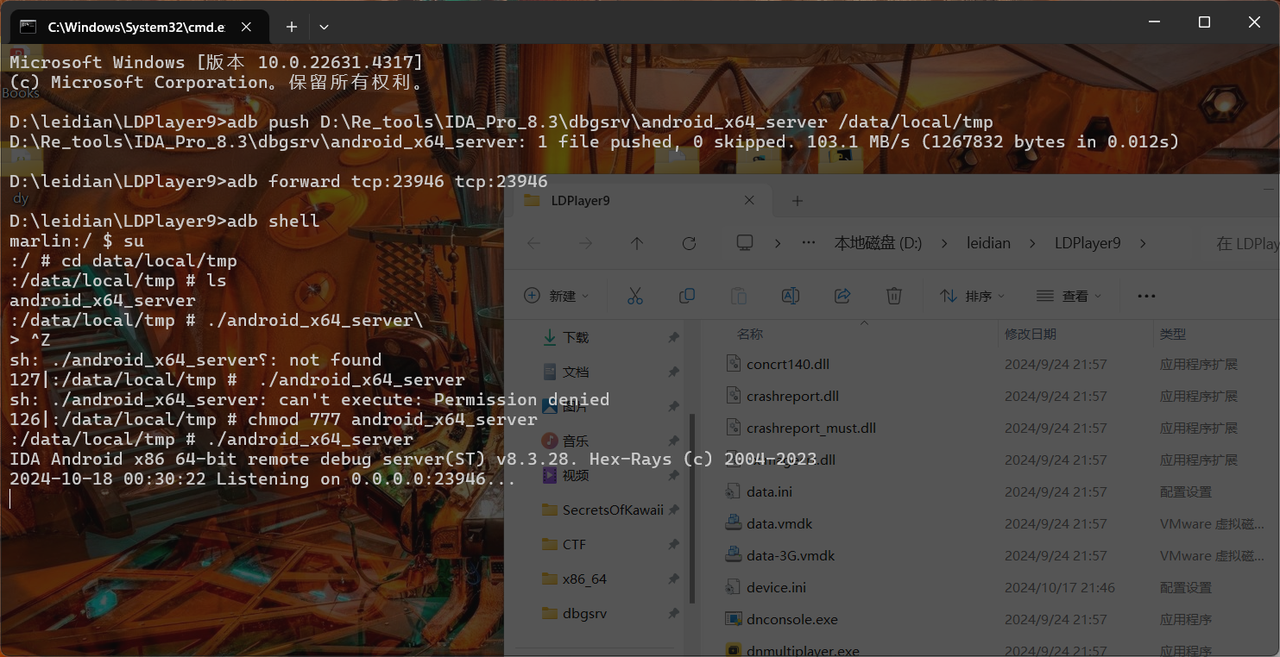 C:\Windows\System32\cmd.e
Microsoft Windows [版本 10.0.22631.4317]
(c) Microsoft Corporation。保留所有权利。
Books
D:\leidian\LDPlayer9>adb push D:\Re_tools\IDA_Pro_8.3\dbgsrv\android_x64_server /data/local/tmp
D:\Re_tools\IDA_Pro_8.3\dbgsrv\android_x64_server: 1 file pushed, 0 skipped. 103.1 MB/s (1267832 bytes in 0.012s)
D:\leidian\LDPlayer9>adb forward tcp:23946 tcp:23946
dy
D:\leidian\LDPlayer9>adb shell
marlin:/ $ su
:/ # cd data/local/tmp
:/data/local/tmp # ls
android_x64_server
:/data/local/tmp # ./android_x64_server\
> ^Z
sh: ./android_x64_server⸮: not found
127|:/data/local/tmp #  ./android_x64_server
sh: ./android_x64_server: can't execute: Permission denied
126|:/data/local/tmp # chmod 777 android_x64_server
:/data/local/tmp # ./android_x64_server
IDA Android x86 64-bit remote debug server(ST) v8.3.28. Hex-Rays (c) 2004-2023
2024-10-18 00:30:22 Listening on 0.0.0.0:23946...
LDPlayer9
本地磁盘 (D:) leidian LDPlayer9 在 LDPlay
新建 排序 查看
下载
文档
图片
音乐
视频
SecretsOfKawaii
CTF
x86_64
dbgsrv
名称 修改日期 类型
concrt140.dll 2024/9/24 21:57 应用程序扩展
crashreport.dll 2024/9/24 21:57 应用程序扩展
crashreport_must.dll 2024/9/24 21:57 应用程序扩展
.dll 2024/9/24 21:57 应用程序扩展
data.ini 2024/9/24 21:57 配置设置
data.vmdk 2024/9/24 21:57 VMware 虚拟磁...
data-3G.vmdk 2024/9/24 21:57 VMware 虚拟磁...
device.ini 2024/10/17 21:46 配置设置
dnconsole.exe 2024/9/24 21:57 应用程序
dnmultiplayer.exe 2024/9/24 21:57 应用程序